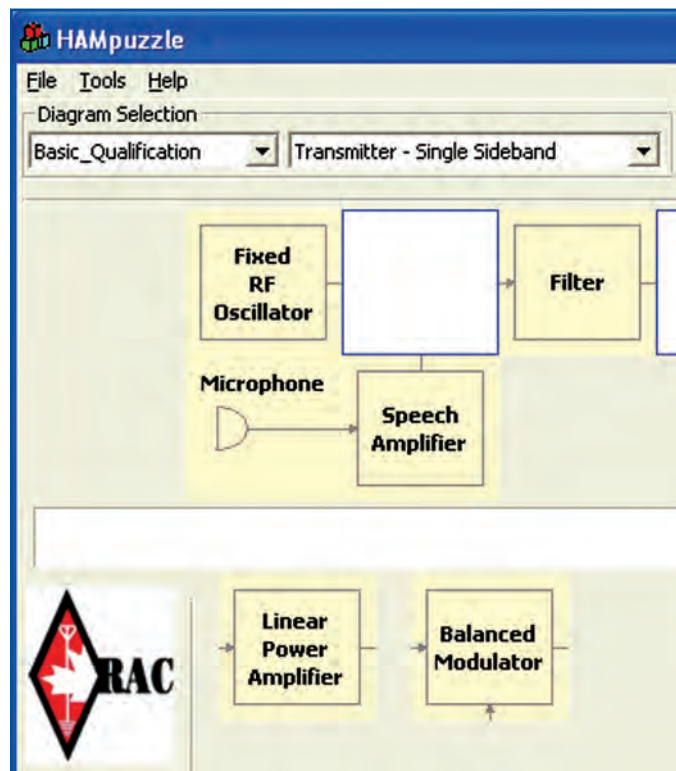 HAMpuzzle
File Tools Help
Diagram Selection
Basic_Qualification
Transmitter - Single Sideband
Fixed
RF
Oscillator
Filter
Microphone
Speech
Amplifier
RAC
Linear
Power
Amplifier
Balanced
Modulator